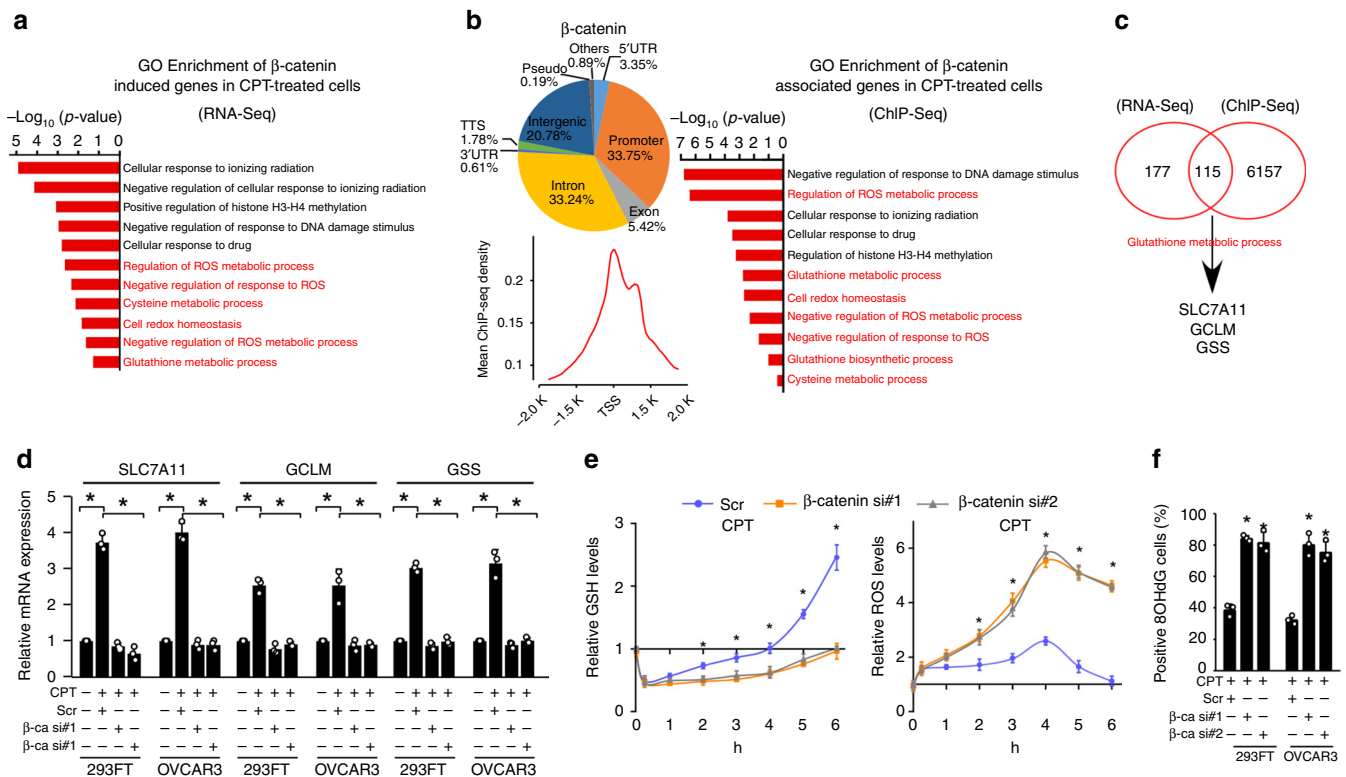 a
GO Enrichment of β-catenin
induced genes in CPT-treated cells
(RNA-Seq)
–Log10 (p-value)
5 4 3 2 1 0
Cellular response to ionizing radiation
Negative regulation of cellular response to ionizing radiation
Positive regulation of histone H3-H4 methylation
Negative regulation of response to DNA damage stimulus
Cellular response to drug
Regulation of ROS metabolic process
Negative regulation of response to ROS
Cysteine metabolic process
Cell redox homeostasis
Negative regulation of ROS metabolic process
Glutathione metabolic process
b
β-catenin
Others
0.89%
5′UTR
3.35%
Pseudo
0.19%
Intergenic
20.78%
Promoter
33.75%
TTS
1.78%
3′UTR
0.61%
Intron
33.24%
Exon
5.42%
Mean ChIP-seq density
0.2
0.15
0.1
–2.0 K
–1.5 K
TSS
1.5 K
2.0 K
GO Enrichment of β-catenin
associated genes in CPT-treated cells
(ChIP-Seq)
–Log10 (p-value)
7 6 5 4 3 2 1 0
Negative regulation of response to DNA damage stimulus
Regulation of ROS metabolic process
Cellular response to ionizing radiation
Cellular response to drug
Regulation of histone H3-H4 methylation
Glutathione metabolic process
Cell redox homeostasis
Negative regulation of ROS metabolic process
Negative regulation of response to ROS
Glutathione biosynthetic process
Cysteine metabolic process
c
(RNA-Seq) (ChIP-Seq)
177 115 6157
Glutathione metabolic process
SLC7A11
GCLM
GSS
d
SLC7A11 GCLM GSS
* * * * * * * * * * * *
Relative mRNA expression
5
4
3
2
1
0
CPT – + + + – + + + – + + + – + + + – + + + – + + +
Scr – + – – – + – – – + – – – + – – – + – – – + – –
β-ca si#1 – – + – – – + – – – + – – – + – – – + – – – + –
β-ca si#1 – – – + – – – + – – – + – – – + – – – + – – – +
293FT OVCAR3 293FT OVCAR3 293FT OVCAR3
e
Scr β-catenin si#1 β-catenin si#2
CPT
Relative GSH levels
3
2
1
0
* * * * *
0 1 2 3 4 5 6
h
CPT
Relative ROS levels
6
4
2
0
* * * * *
0 1 2 3 4 5 6
h
f
Positive 8OHdG cells (%)
100
80
60
40
20
0
* * * *
CPT + + + + + +
Scr + – – + – –
β-ca si#1 – + – – + –
β-ca si#2 – – + – – +
293FT OVCAR3